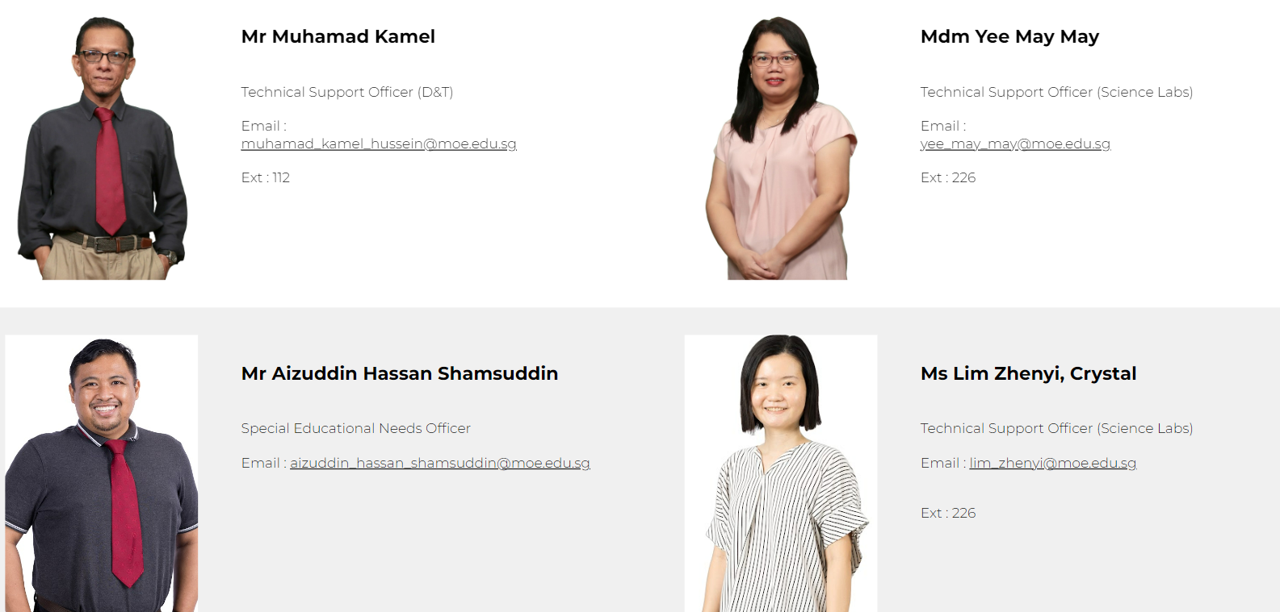 Mr Muhamad Kamel
Technical Support Officer (D&T)
Email :
muhamad_kamel_hussein@moe.edu.sg
Ext : 112
Mdm Yee May May
Technical Support Officer (Science Labs)
Email :
yee_may_may@moe.edu.sg
Ext : 226
Mr Aizuddin Hassan Shamsuddin
Special Educational Needs Officer
Email : aizuddin_hassan_shamsuddin@moe.edu.sg
Ms Lim Zhenyi, Crystal
Technical Support Officer (Science Labs)
Email : lim_zhenyi@moe.edu.sg
Ext : 226